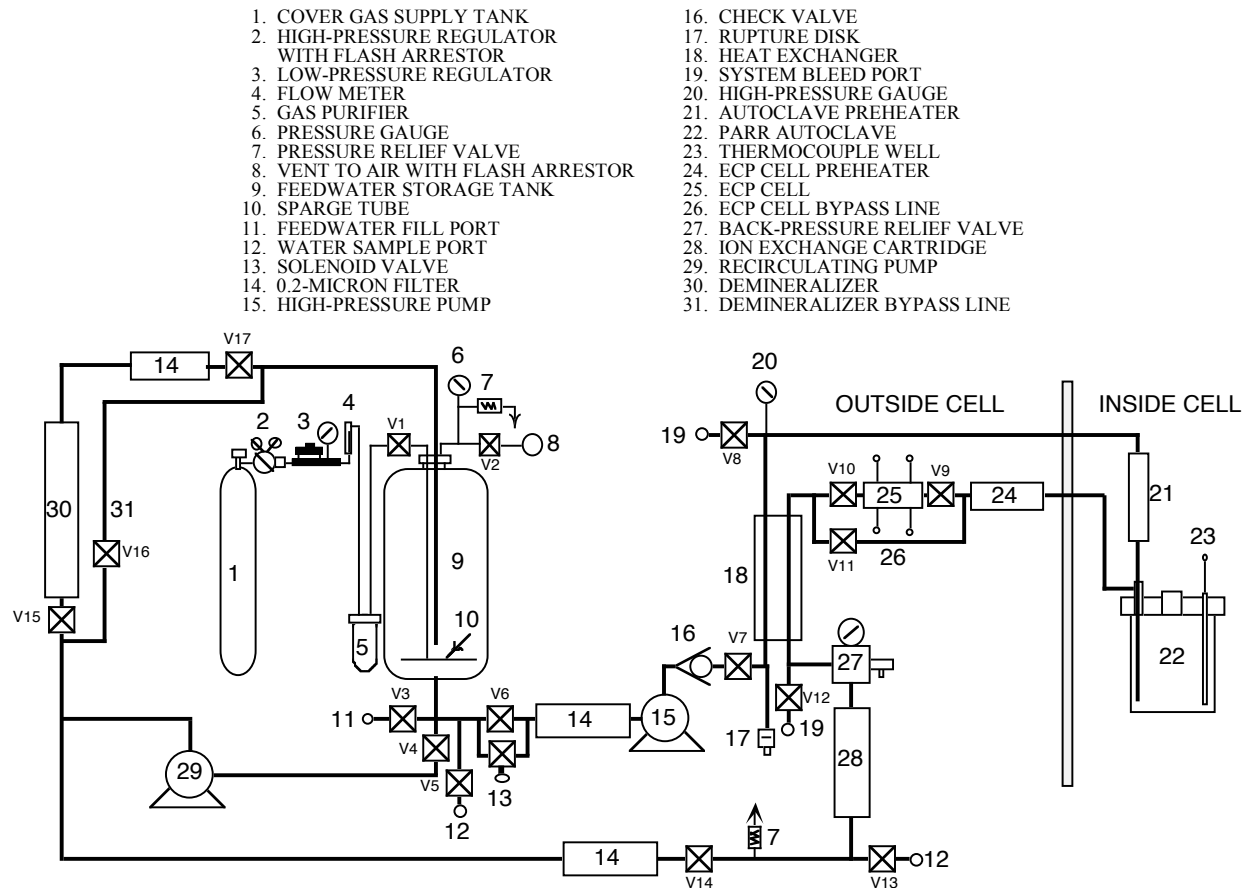 1. COVER GAS SUPPLY TANK
2. HIGH-PRESSURE REGULATOR
WITH FLASH ARRESTOR
3. LOW-PRESSURE REGULATOR
4. FLOW METER
5. GAS PURIFIER
6. PRESSURE GAUGE
7. PRESSURE RELIEF VALVE
8. VENT TO AIR WITH FLASH ARRESTOR
9. FEEDWATER STORAGE TANK
10. SPARGE TUBE
11. FEEDWATER FILL PORT
12. WATER SAMPLE PORT
13. SOLENOID VALVE
14. 0.2-MICRON FILTER
15. HIGH-PRESSURE PUMP
16. CHECK VALVE
17. RUPTURE DISK
18. HEAT EXCHANGER
19. SYSTEM BLEED PORT
20. HIGH-PRESSURE GAUGE
21. AUTOCLAVE PREHEATER
22. PARR AUTOCLAVE
23. THERMOCOUPLE WELL
24. ECP CELL PREHEATER
25. ECP CELL
26. ECP CELL BYPASS LINE
27. BACK-PRESSURE RELIEF VALVE
28. ION EXCHANGE CARTRIDGE
29. RECIRCULATING PUMP
30. DEMINERALIZER
31. DEMINERALIZER BYPASS LINE
V17
14
6
7
20
OUTSIDE CELL
INSIDE CELL
2
3
4
V1
V2
8
19
V8
V10
25
V9
24
21
30
31
V16
1
9
18
V11
26
23
V15
5
10
16
V7
27
22
11
V3
V6
14
15
V12
19
17
V4
29
V5
13
12
28
7
14
V14
V13
12